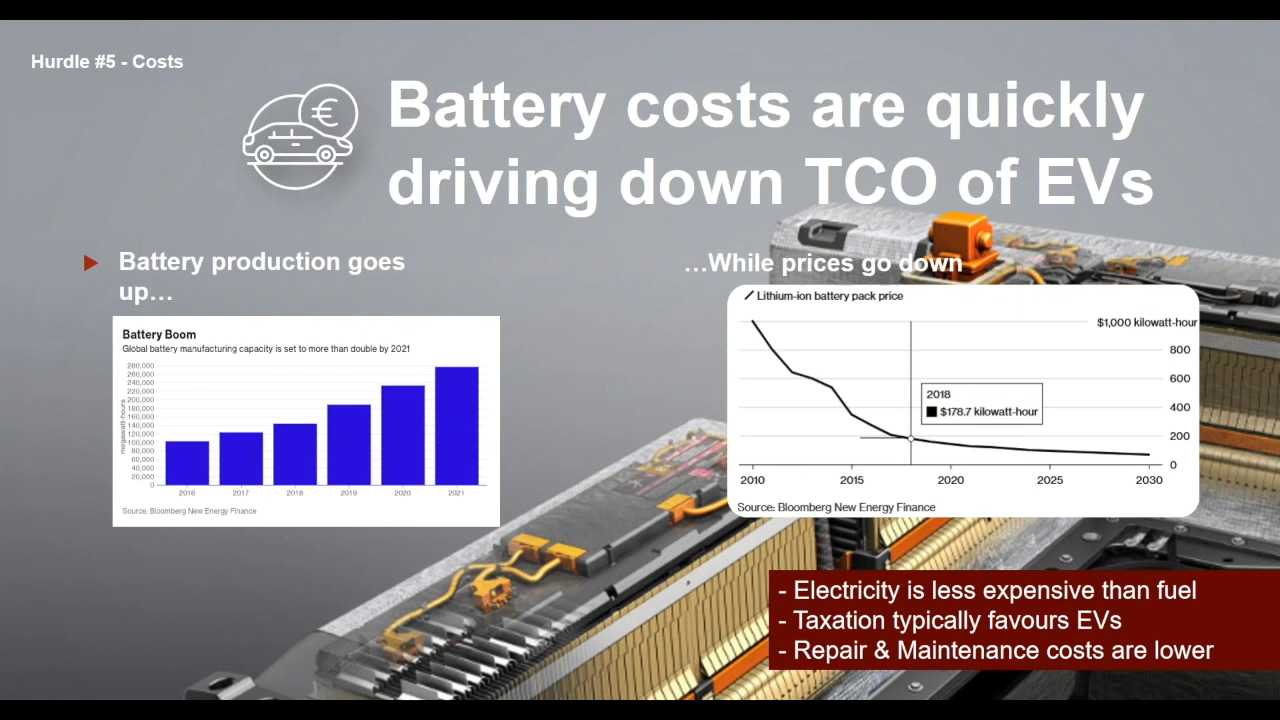 Hurdle #5 - Costs
€
Battery costs are quickly
driving down TCO of EVs
Battery production goes
up…
Battery Boom
Global battery manufacturing capacity is set to more than double by 2021
280,000
260,000
240,000
220,000
200,000
180,000
160,000
140,000
120,000
100,000
80,000
60,000
40,000
20,000
0
megawatt-hours
2016 2017 2018 2019 2020 2021
Source: Bloomberg New Energy Finance
…While prices go down
Lithium-ion battery pack price
$1,000 kilowatt-hour
800
600
400
200
0
2018
$178.7 kilowatt-hour
2010 2015 2020 2025 2030
Source: Bloomberg New Energy Finance
- Electricity is less expensive than fuel
- Taxation typically favours EVs
- Repair & Maintenance costs are lower